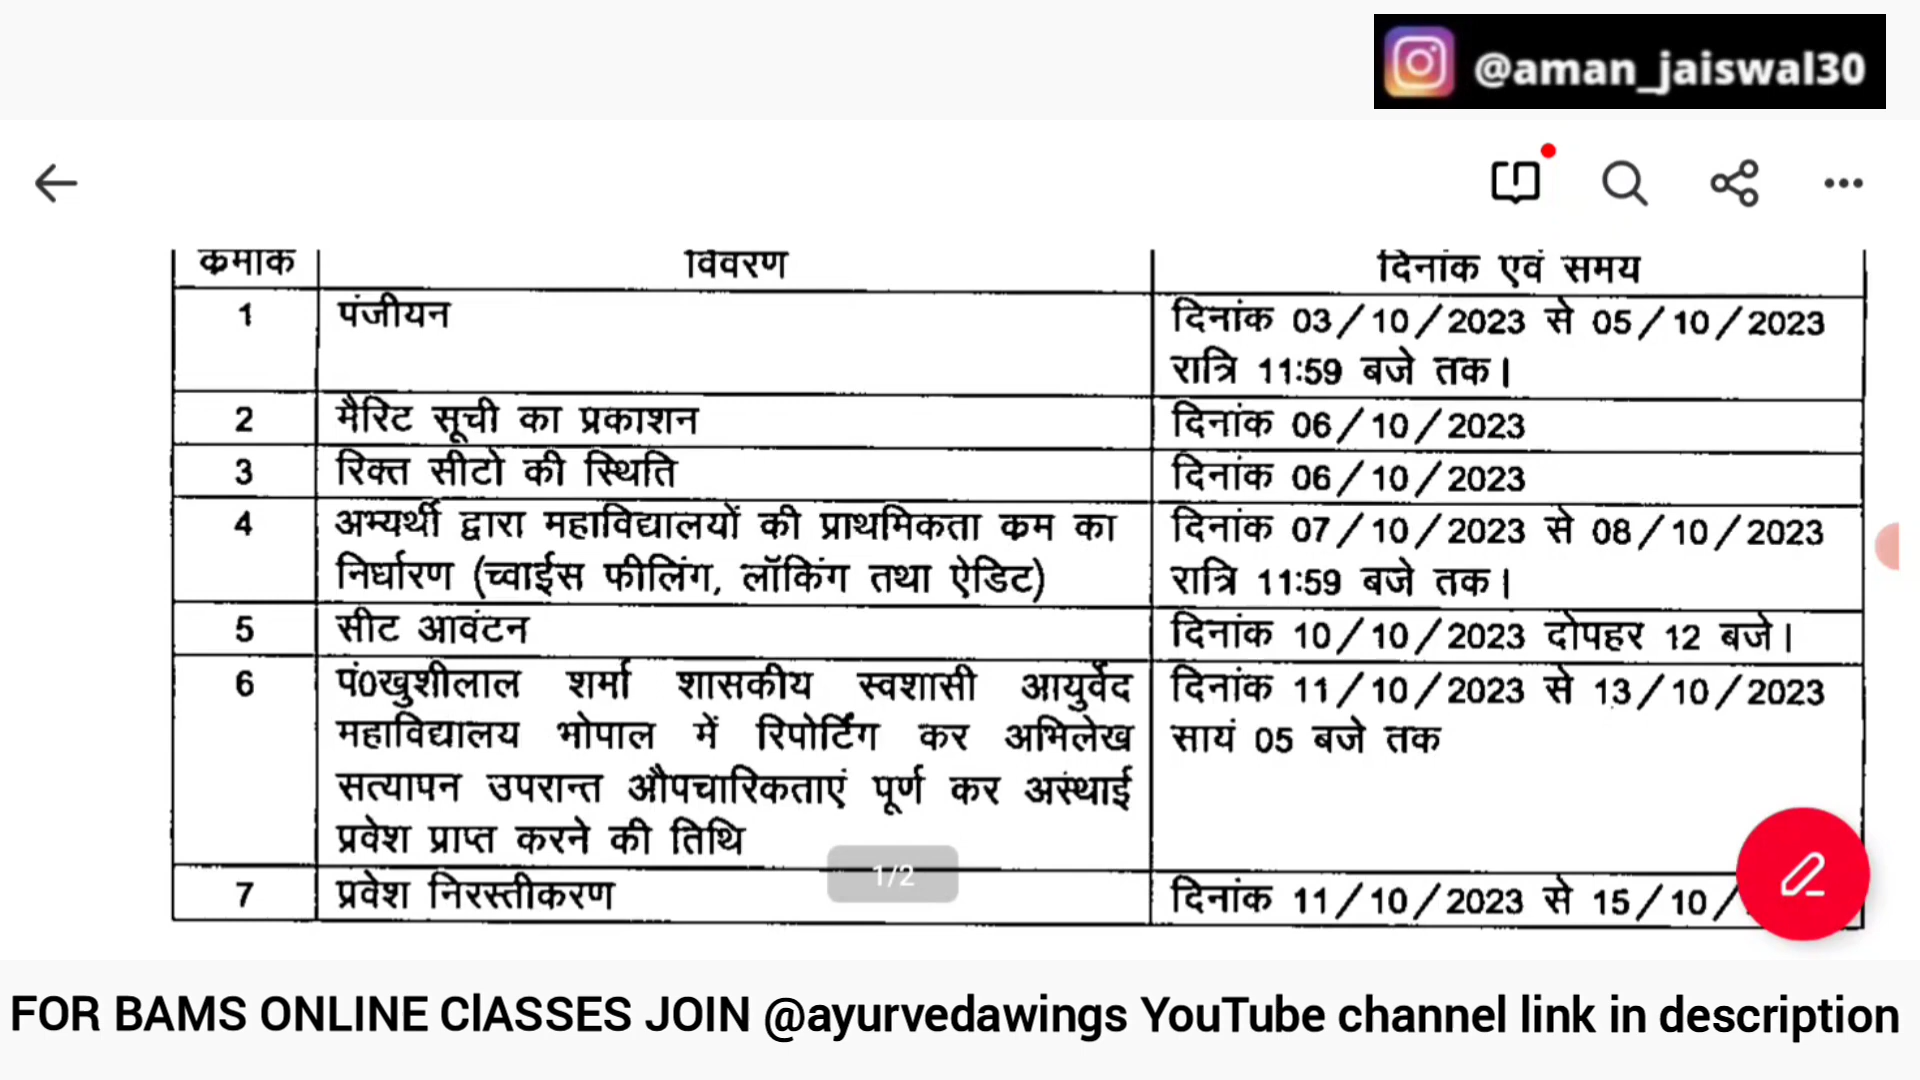 @aman_jaiswal30
क्रमांक विवरण दिनांक एवं समय
1 पंजीयन दिनांक 03/10/2023 से 05/10/2023
रात्रि 11:59 बजे तक।
2 मैरिट सूची का प्रकाशन दिनांक 06/10/2023
3 रिक्त सीटो की स्थिति दिनांक 06/10/2023
4 अभ्यर्थी द्वारा महाविद्यालयों की प्राथमिकता कम का दिनांक 07/10/2023 से 08/10/2023
निर्धारण (च्वाईस फीलिंग, लॉकिंग तथा ऐडिट) रात्रि 11:59 बजे तक।
5 सीट आवंटन दिनांक 10/10/2023 दोपहर 12 बजे।
6 पं0खुशीलाल शर्मा शासकीय स्वशासी आयुर्वेद दिनांक 11/10/2023 से 13/10/2023
महाविद्यालय भोपाल में रिपोर्टिंग कर अभिलेख सायं 05 बजे तक
सत्यापन उपरान्त औपचारिकताएं पूर्ण कर अस्थाई
प्रवेश प्राप्त करने की तिथि
1/2
7 प्रवेश निरस्तीकरण दिनांक 11/10/2023 से 15/10/
FOR BAMS ONLINE ClASSES JOIN @ayurvedawings YouTube channel link in description